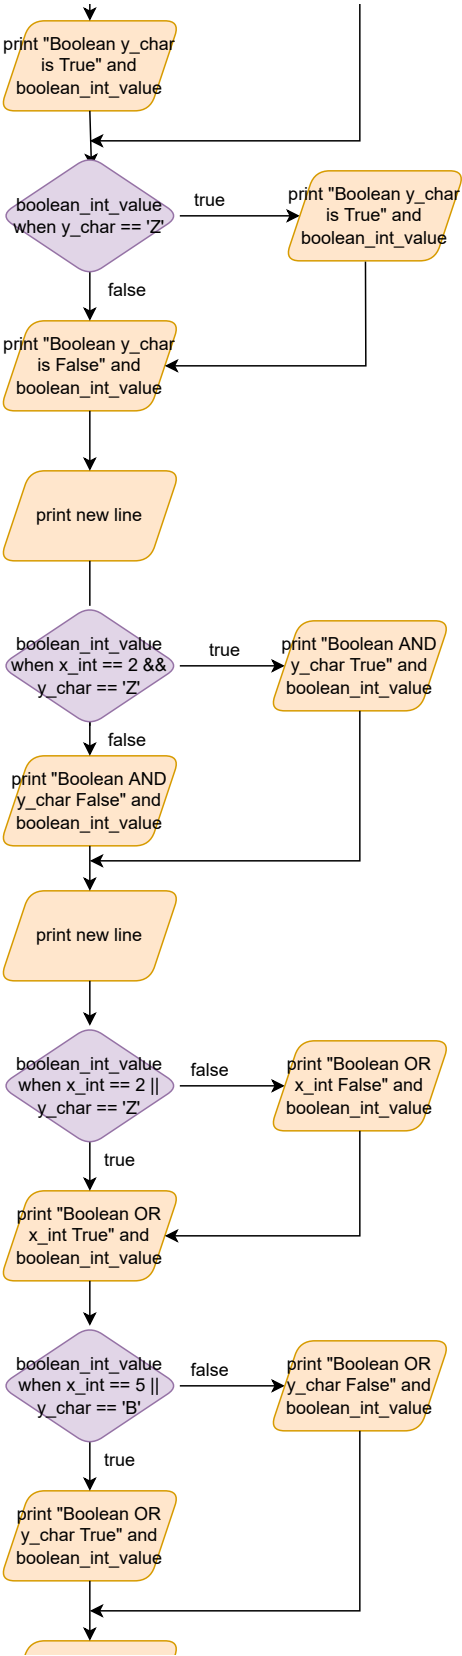 print "Boolean y_char
is True" and
boolean_int_value
boolean_int_value
when y_char == 'Z'
true
print "Boolean y_char
is True" and
boolean_int_value
false
print "Boolean y_char
is False" and
boolean_int_value
print new line
boolean_int_value
when x_int == 2 &&
y_char == 'Z'
true
print "Boolean AND
y_char True" and
boolean_int_value
false
print "Boolean AND
y_char False" and
boolean_int_value
print new line
boolean_int_value
when x_int == 2 ||
y_char == 'Z'
false
print "Boolean OR
x_int False" and
boolean_int_value
true
print "Boolean OR
x_int True" and
boolean_int_value
boolean_int_value
when x_int == 5 ||
y_char == 'B'
false
print "Boolean OR
y_char False" and
boolean_int_value
true
print "Boolean OR
y_char True" and
boolean_int_value